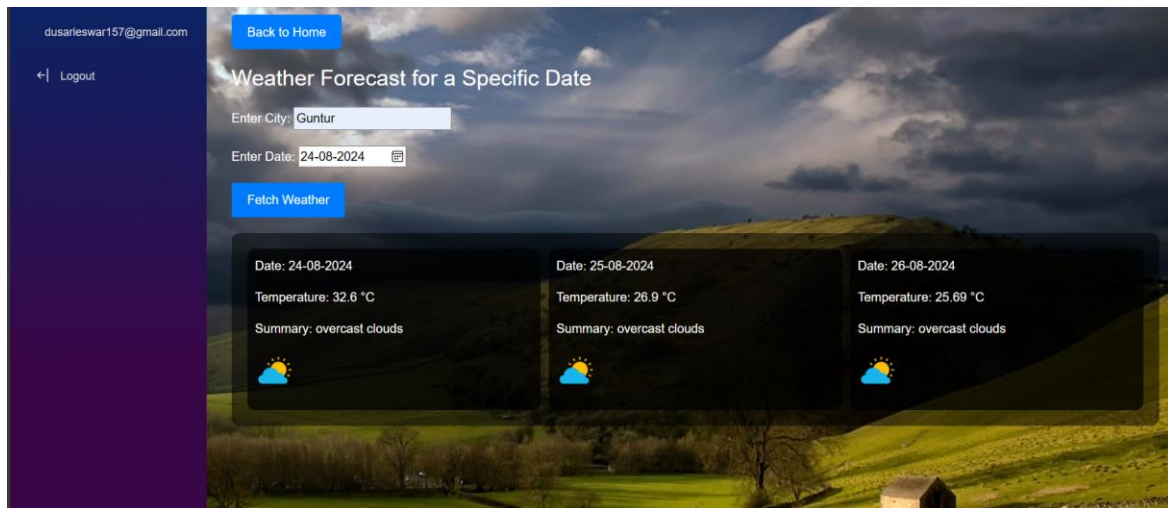 dusarleswar157@gmail.com
Logout
Back to Home
Weather Forecast for a Specific Date
Enter City: Guntur
Enter Date: 24-08-2024
Fetch Weather
Date: 24-08-2024
Temperature: 32.6 °C
Summary: overcast clouds
Date: 25-08-2024
Temperature: 26.9 °C
Summary: overcast clouds
Date: 26-08-2024
Temperature: 25.69 °C
Summary: overcast clouds